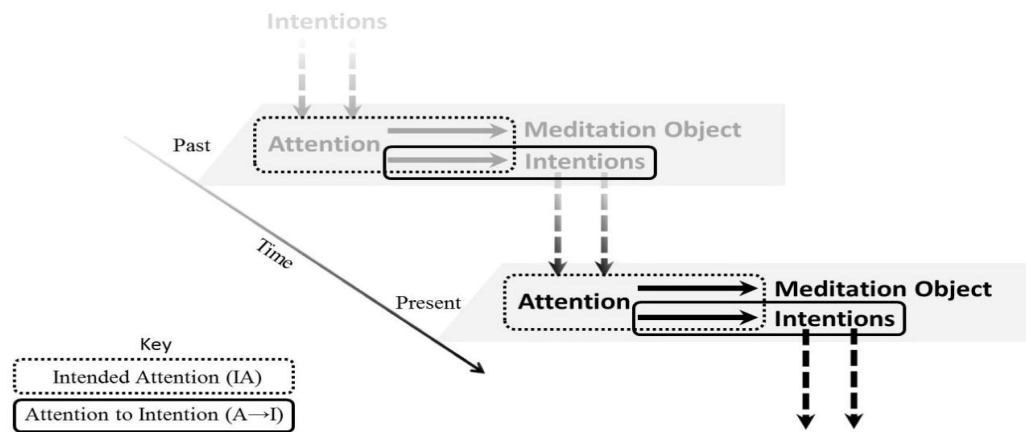 Intentions
Past
Attention
Meditation Object
Intentions
Time
Present
Attention
Meditation Object
Intentions
Key
Intended Attention (IA)
Attention to Intention (A→I)